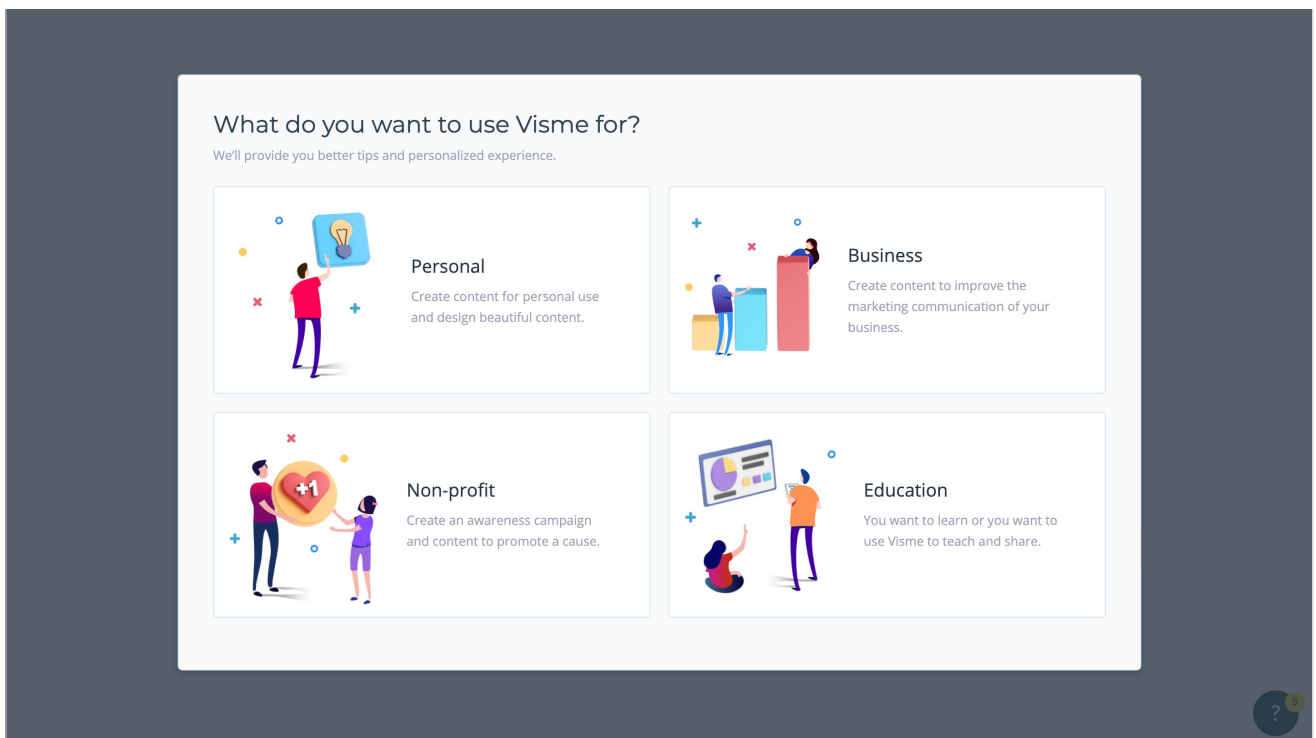 What do you want to use Visme for?
We'll provide you better tips and personalized experience.
Personal
Create content for personal use
and design beautiful content.
Business
Create content to improve the
marketing communication of your
business.
+1
Non-profit
Create an awareness campaign
and content to promote a cause.
Education
You want to learn or you want to
use Visme to teach and share.
?
5